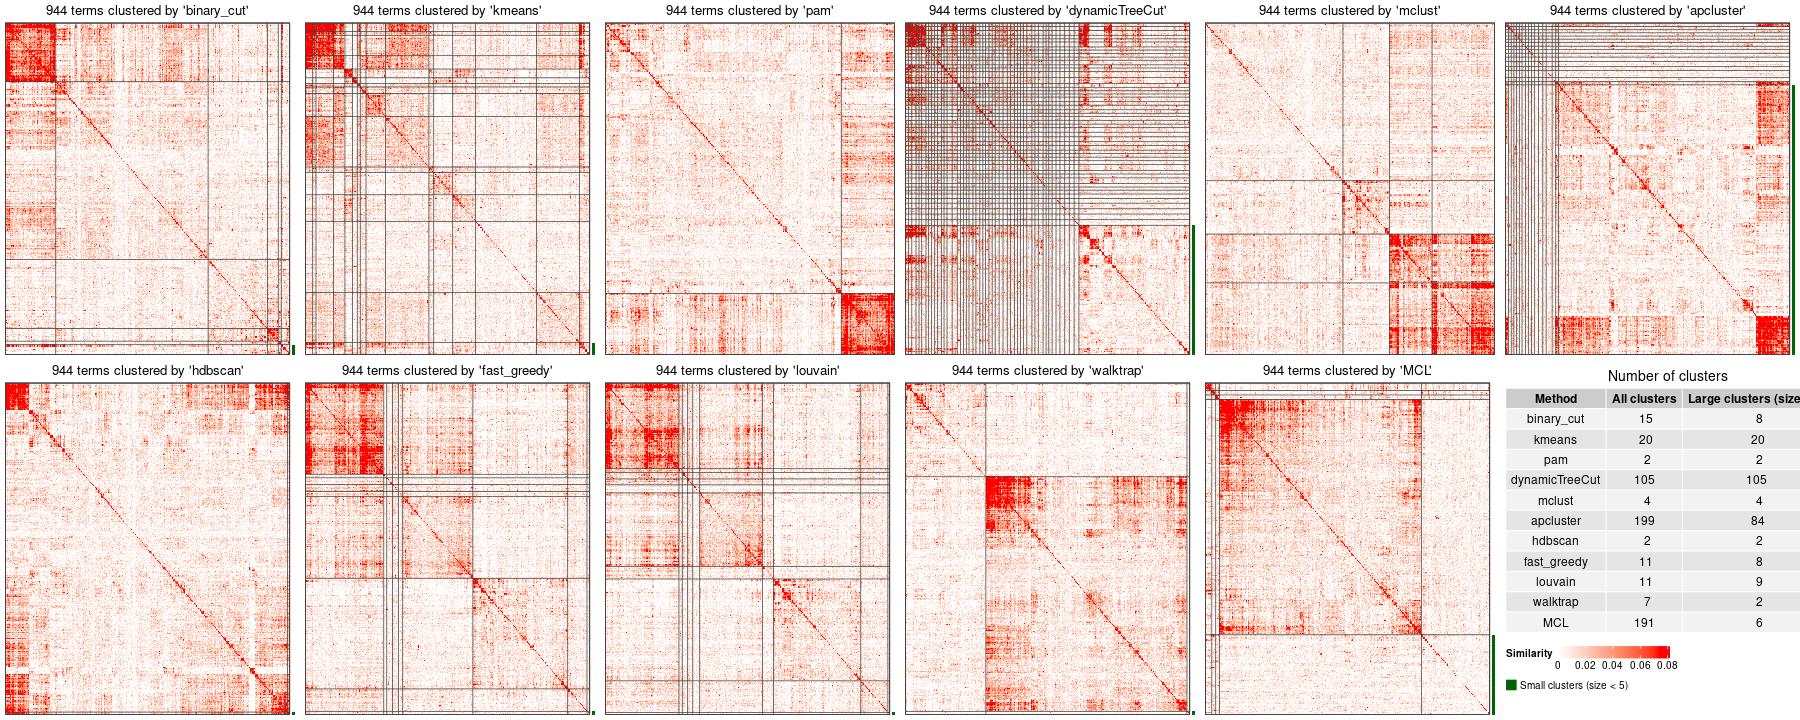 944 terms clustered by 'binary_cut'
944 terms clustered by 'kmeans'
944 terms clustered by 'pam'
944 terms clustered by 'dynamicTreeCut'
944 terms clustered by 'mclust'
944 terms clustered by 'apcluster'
944 terms clustered by 'hdbscan'
944 terms clustered by 'fast_greedy'
944 terms clustered by 'louvain'
944 terms clustered by 'walktrap'
944 terms clustered by 'MCL'
Number of clusters
Method All clusters Large clusters (size
binary_cut 15 8
kmeans 20 20
pam 2 2
dynamicTreeCut 105 105
mclust 4 4
apcluster 199 84
hdbscan 2 2
fast_greedy 11 8
louvain 11 9
walktrap 7 2
MCL 191 6
Similarity
0 0.02 0.04 0.06 0.08
Small clusters (size < 5)